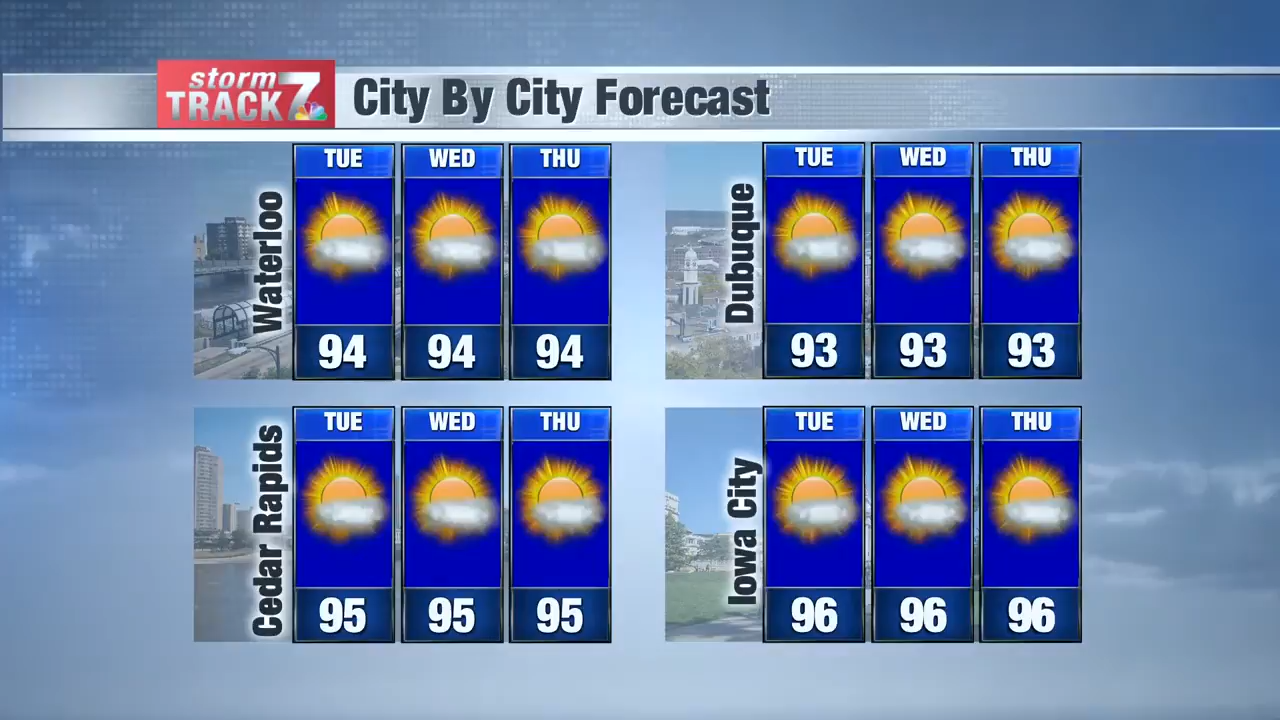 storm
TRACK 7
City By City Forecast
Waterloo
TUE WED THU
94 94 94
Dubuque
TUE WED THU
93 93 93
Cedar Rapids
TUE WED THU
95 95 95
Iowa City
TUE WED THU
96 96 96